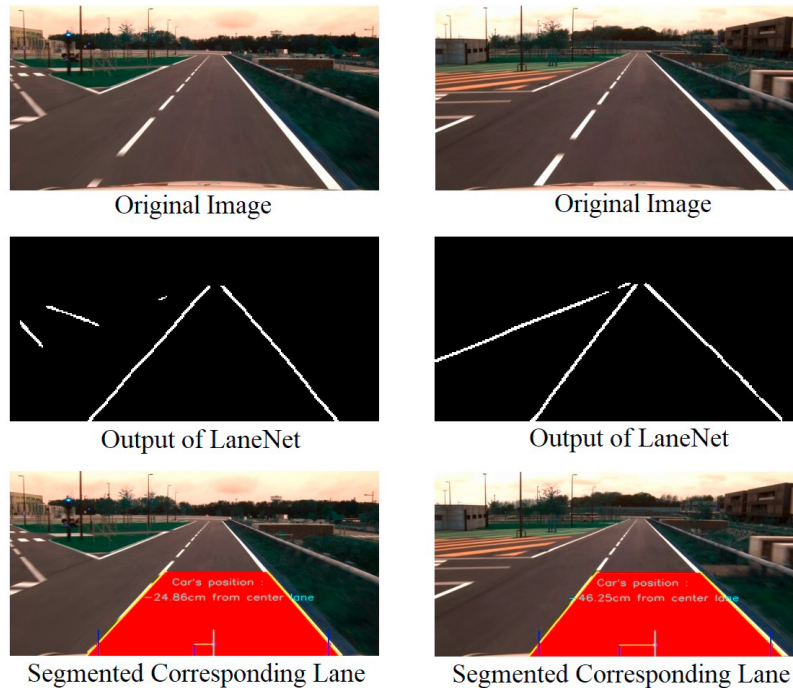 Original Image
Original Image
Output of LaneNet
Output of LaneNet
Car's position :
-24.86cm from center lane
Car's position :
-46.25cm from center lane
Segmented Corresponding Lane
Segmented Corresponding Lane